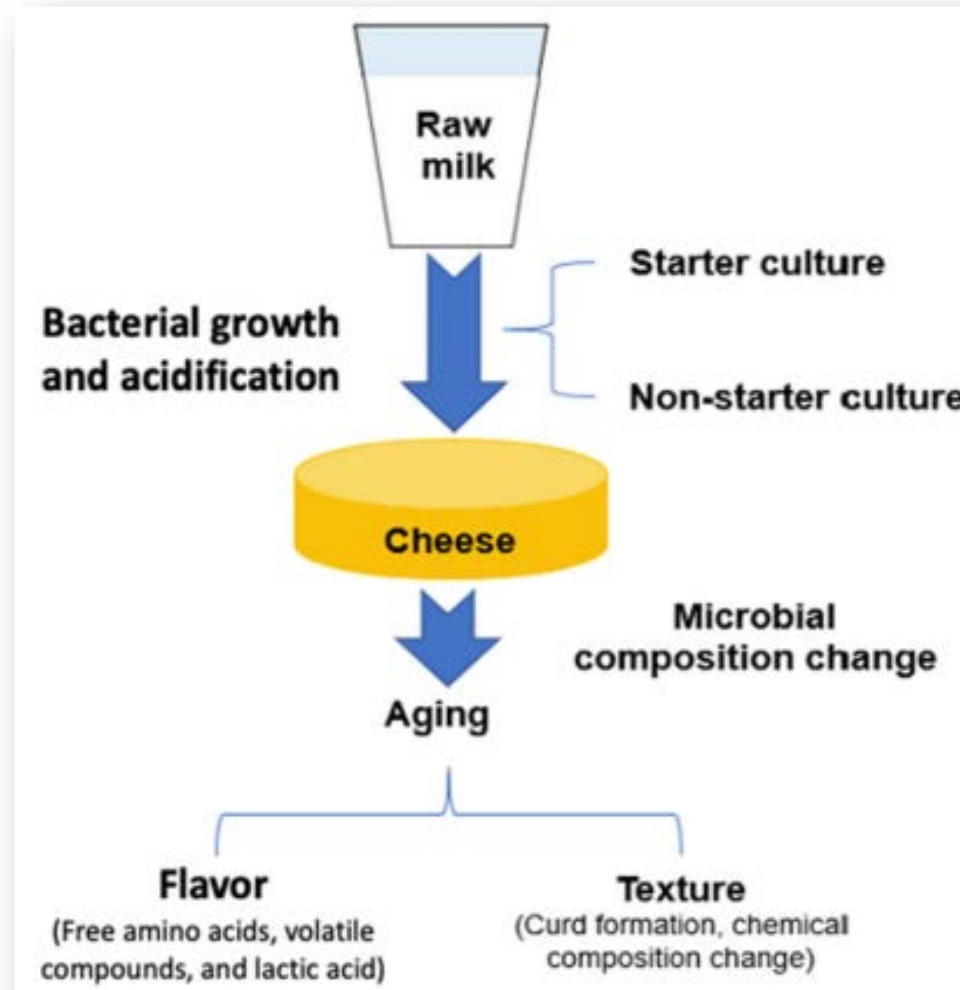 Raw
milk
Starter culture
Bacterial growth
and acidification
Non-starter culture
Cheese
Microbial
composition change
Aging
Flavor
(Free amino acids, volatile
compounds, and lactic acid)
Texture
(Curd formation, chemical
composition change)